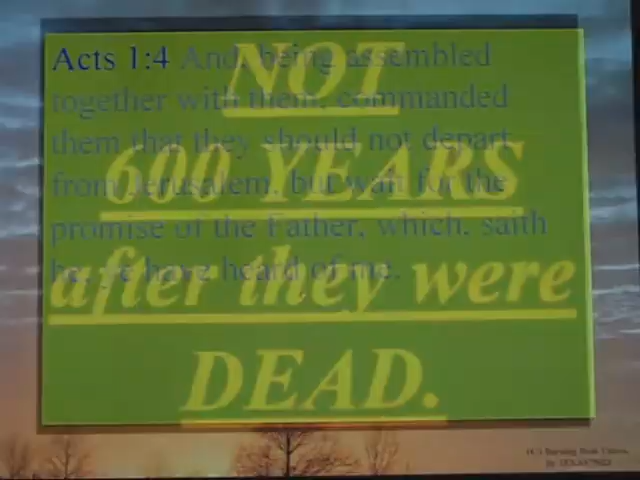 Acts 1:4 And, being assembled
together with them, commanded
them that they should not depart
from Jerusalem, but wait for the
promise of the Father, which, saith
he, ye have heard of me.
NOT
600 YEARS
after they were
DEAD.